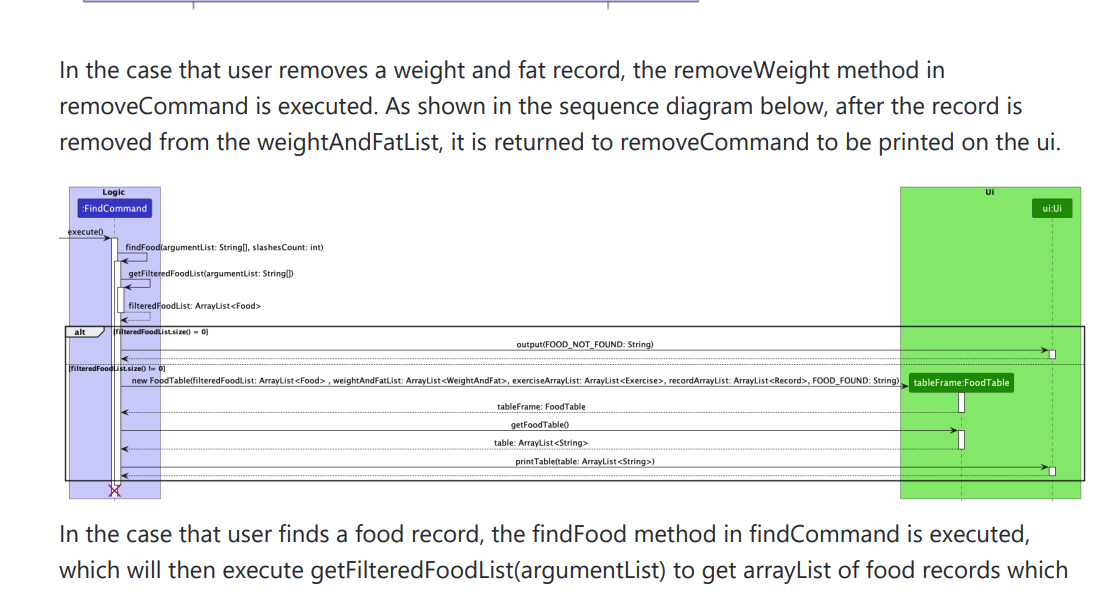 In the case that user removes a weight and fat record, the removeWeight method in
removeCommand is executed. As shown in the sequence diagram below, after the record is
removed from the weightAndFatList, it is returned to removeCommand to be printed on the ui.
Logic
Ui
:FindCommand
ui:Ui
execute()
findFood(argumentList: String[], slashesCount: int)
getFilteredFoodList(argumentList: String[])
filteredFoodList: ArrayList<Food>
alt
[filteredFoodList.size() = 0]
output(FOOD_NOT_FOUND: String)
[filteredFoodList.size() != 0]
new FoodTable(filteredFoodList: ArrayList<Food> , weightAndFatList: ArrayList<WeightAndFat>, exerciseArrayList: ArrayList<Exercise>, recordArrayList: ArrayList<Record>, FOOD_FOUND: String)
tableFrame:FoodTable
tableFrame: FoodTable
getFoodTable()
table: ArrayList<String>
printTable(table: ArrayList<String>)
In the case that user finds a food record, the findFood method in findCommand is executed,
which will then execute getFilteredFoodList(argumentList) to get arrayList of food records which